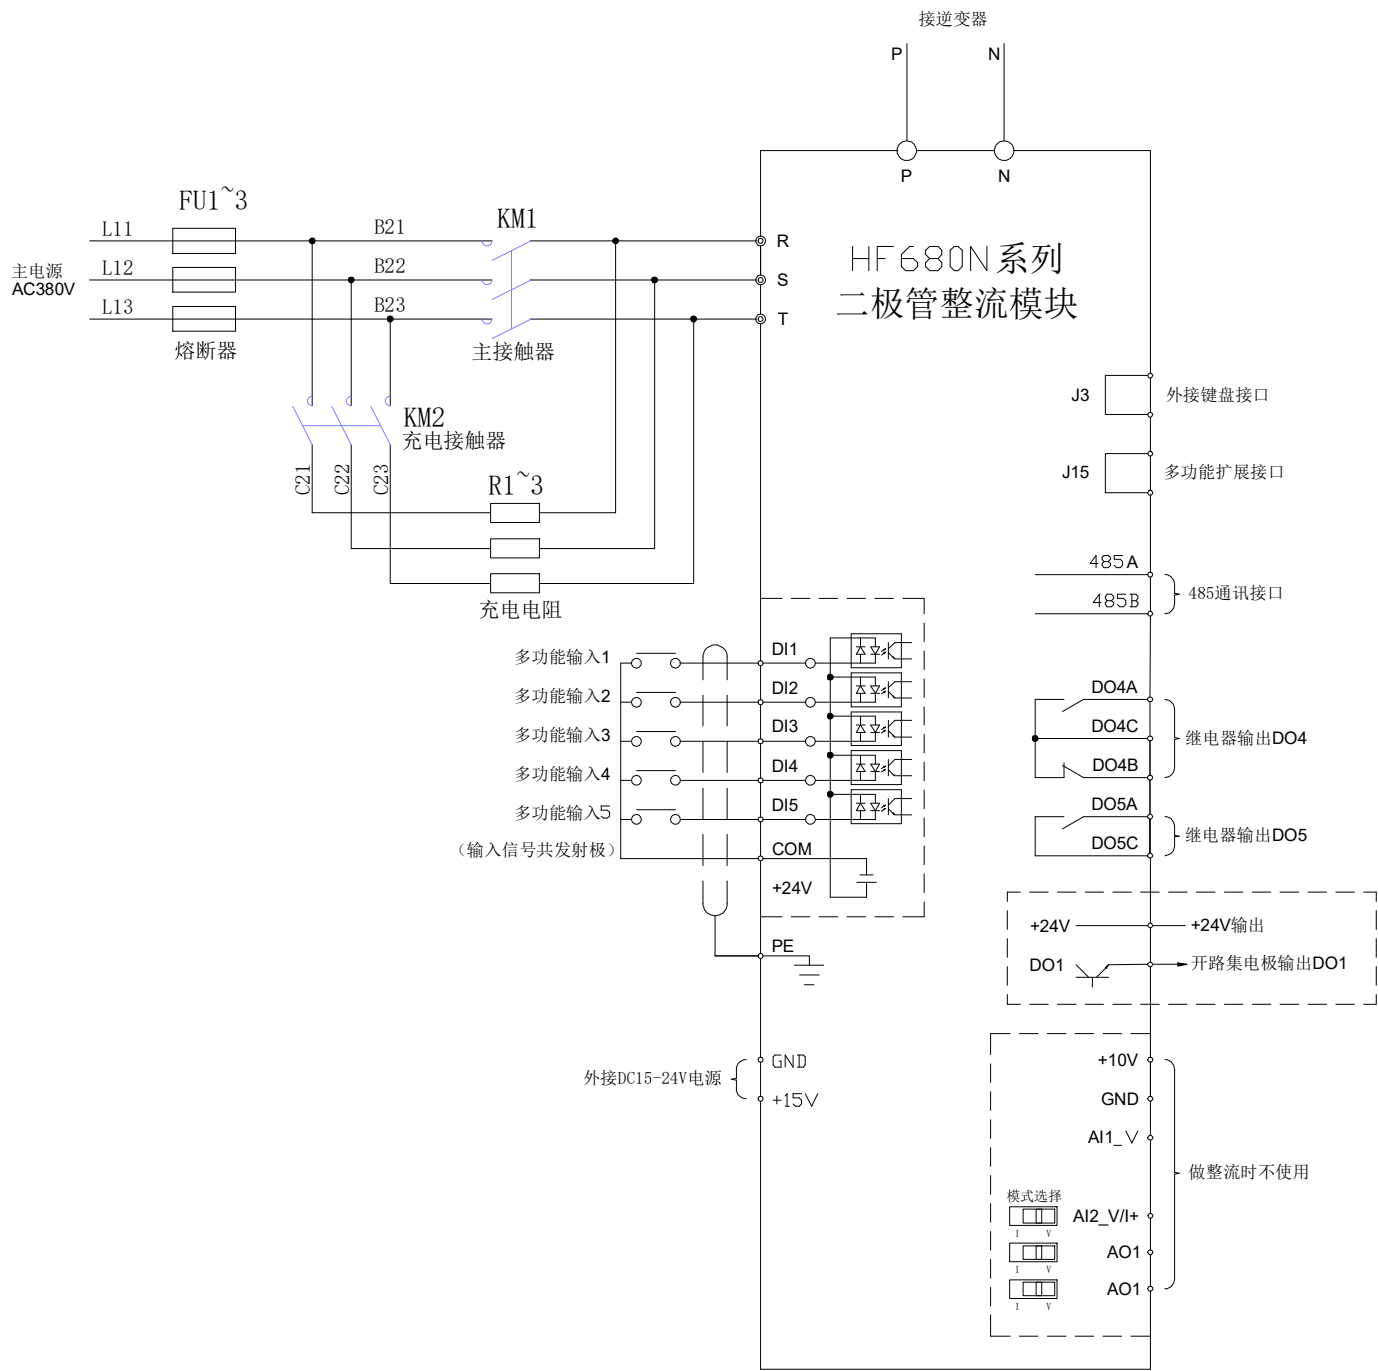 接逆变器
P
N
P
N
FU1~3
KM1
L11
B21
R
主电源
AC380V
L12
B22
S
L13
B23
T
HF680N系列
二极管整流模块
熔断器
主接触器
KM2
充电接触器
C21
C22
C23
R1~3
充电电阻
J3
外接键盘接口
J15
多功能扩展接口
485A
485B
485通讯接口
多功能输入1
DI1
多功能输入2
DI2
多功能输入3
DI3
多功能输入4
DI4
多功能输入5
DI5
(输入信号共发射极)
COM
+24V
PE
DO4A
DO4C
DO4B
继电器输出DO4
DO5A
DO5C
继电器输出DO5
+24V
+24V输出
DO1
开路集电极输出DO1
外接DC15-24V电源
GND
+15V
+10V
GND
AI1_V
做整流时不使用
模式选择
AI2_V/I+
I V
AO1
I V
AO1
I V